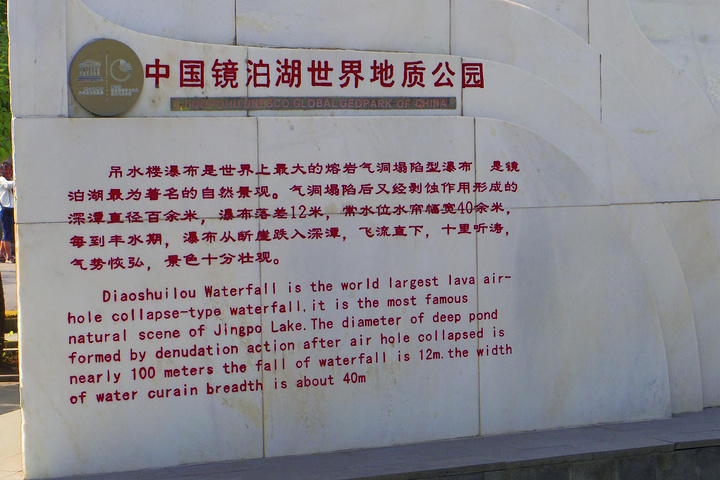 中国镜泊湖世界地质公园
UNESCO GLOBAL GEOPARK OF CHINA
吊水楼瀑布是世界上最大的熔岩气洞塌陷型瀑布 是镜
泊湖最为著名的自然景观。气洞塌陷后又经剥蚀作用形成的
深潭直径百余米，瀑布落差12米，常水位水帘幅宽40余米，
每到丰水期，瀑布从断崖跌入深潭，飞流直下，十里听涛，
气势恢弘，景色十分壮观。
Diaoshuilou Waterfall is the world largest lava air-
hole collapse-type waterfall,it is the most famous
natural scene of Jingpo Lake.The diameter of deep pond
formed by denudation action after air hole collapsed is
nearly 100 meters the fall of waterfall is 12m.the width
of water curain breadth is about 40m